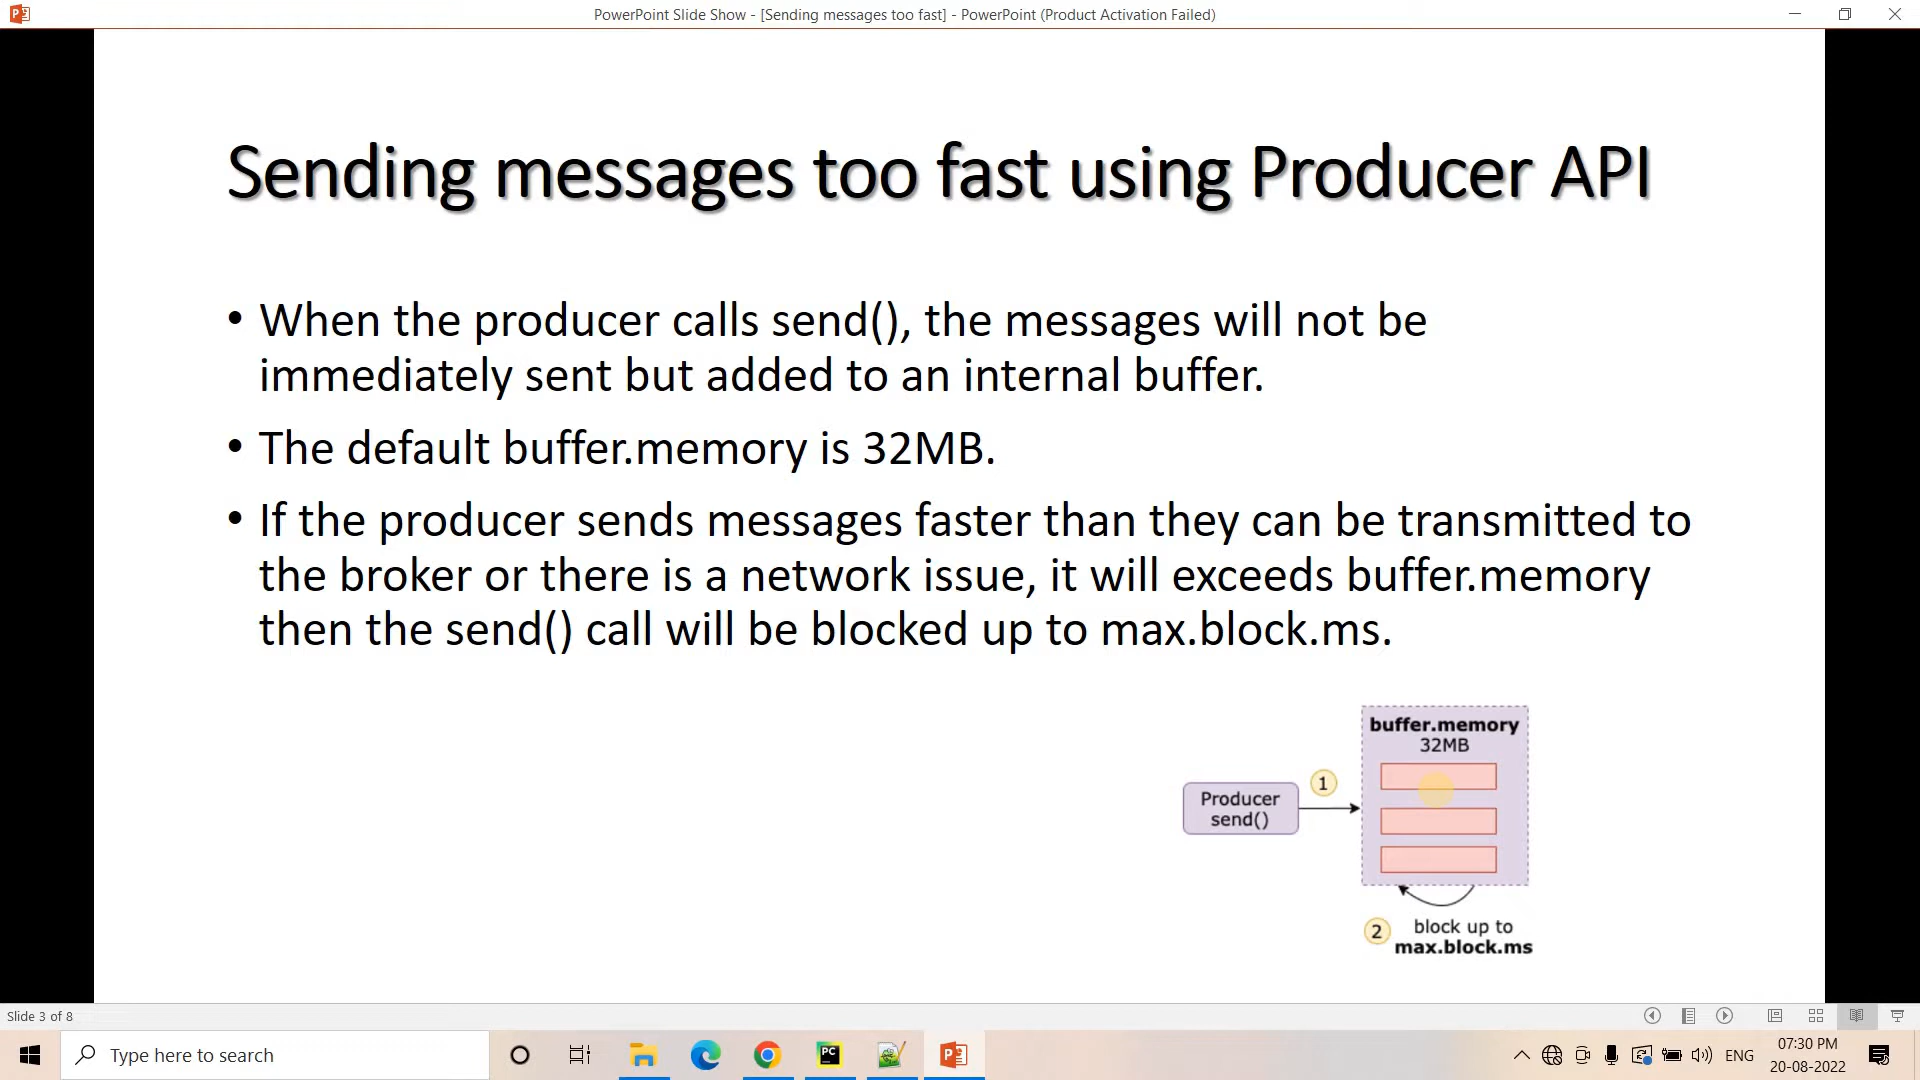 PowerPoint Slide Show - [Sending messages too fast] - PowerPoint (Product Activation Failed)
Sending messages too fast using Producer API
• When the producer calls send(), the messages will not be
immediately sent but added to an internal buffer.
• The default buffer.memory is 32MB.
• If the producer sends messages faster than they can be transmitted to
the broker or there is a network issue, it will exceeds buffer.memory
then the send() call will be blocked up to max.block.ms.
buffer.memory
32MB
1
Producer
send()
2
block up to
max.block.ms
Slide 3 of 8
Type here to search
PC
ENG
07:30 PM
20-08-2022